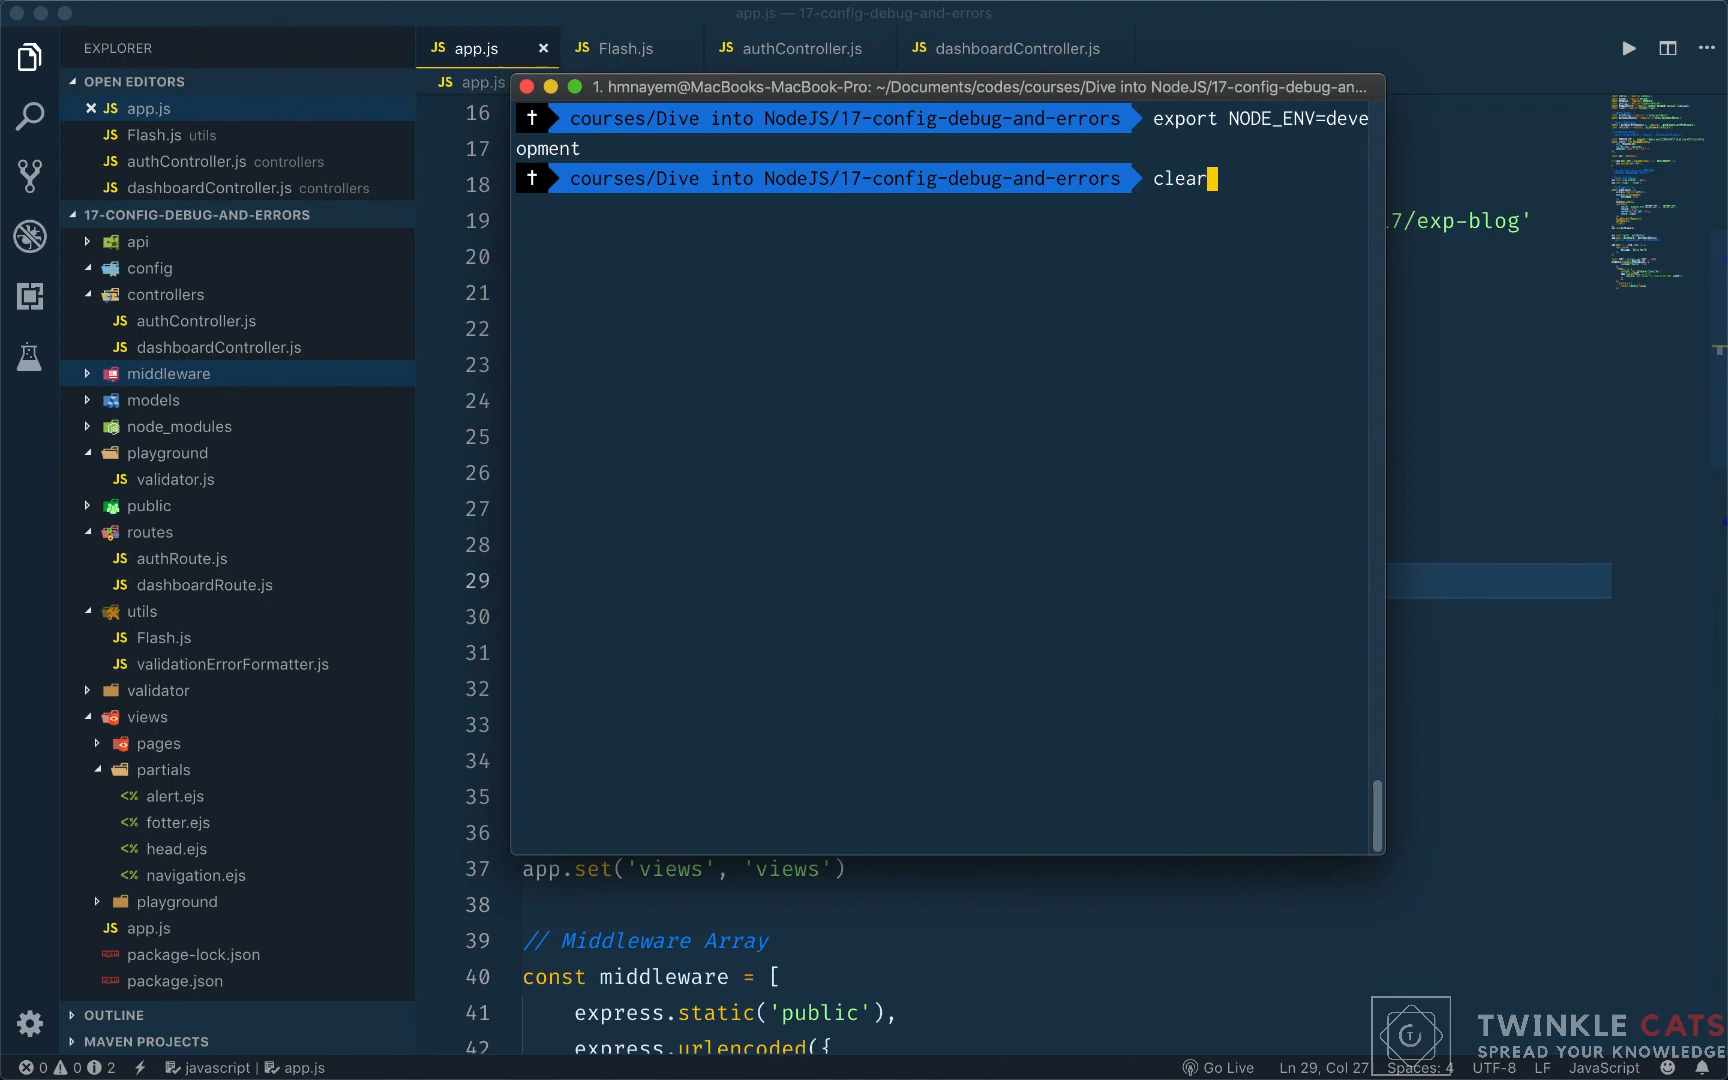 app.js — 17-config-debug-and-errors
EXPLORER
JS app.js ×
JS Flash.js
JS authController.js
JS dashboardController.js
OPEN EDITORS
× JS app.js
JS Flash.js utils
JS authController.js controllers
JS dashboardController.js controllers
17-CONFIG-DEBUG-AND-ERRORS
api
config
controllers
JS authController.js
JS dashboardController.js
middleware
models
node_modules
playground
JS validator.js
public
routes
JS authRoute.js
JS dashboardRoute.js
utils
JS Flash.js
JS validationErrorFormatter.js
validator
views
pages
partials
<% alert.ejs
<% fotter.ejs
<% head.ejs
<% navigation.ejs
playground
JS app.js
package-lock.json
package.json
OUTLINE
MAVEN PROJECTS
JS app.js
1. hmnayem@MacBooks-MacBook-Pro: ~/Documents/codes/courses/Dive into NodeJS/17-config-debug-an...
courses/Dive into NodeJS/17-config-debug-and-errors export NODE_ENV=deve
opment
courses/Dive into NodeJS/17-config-debug-and-errors clear
16
17
18
19 17/exp-blog'
20
21
22
23
24
25
26
27
28
29
30
31
32
33
34
35
36
37 app.set('views', 'views')
38
39 // Middleware Array
40 const middleware = [
41 express.static('public'),
42 express.urlencoded({
TWINKLE CATS
SPREAD YOUR KNOWLEDGE
0 0 2 javascript | app.js
Go Live Ln 29, Col 27 Spaces: 4 UTF-8 LF JavaScript